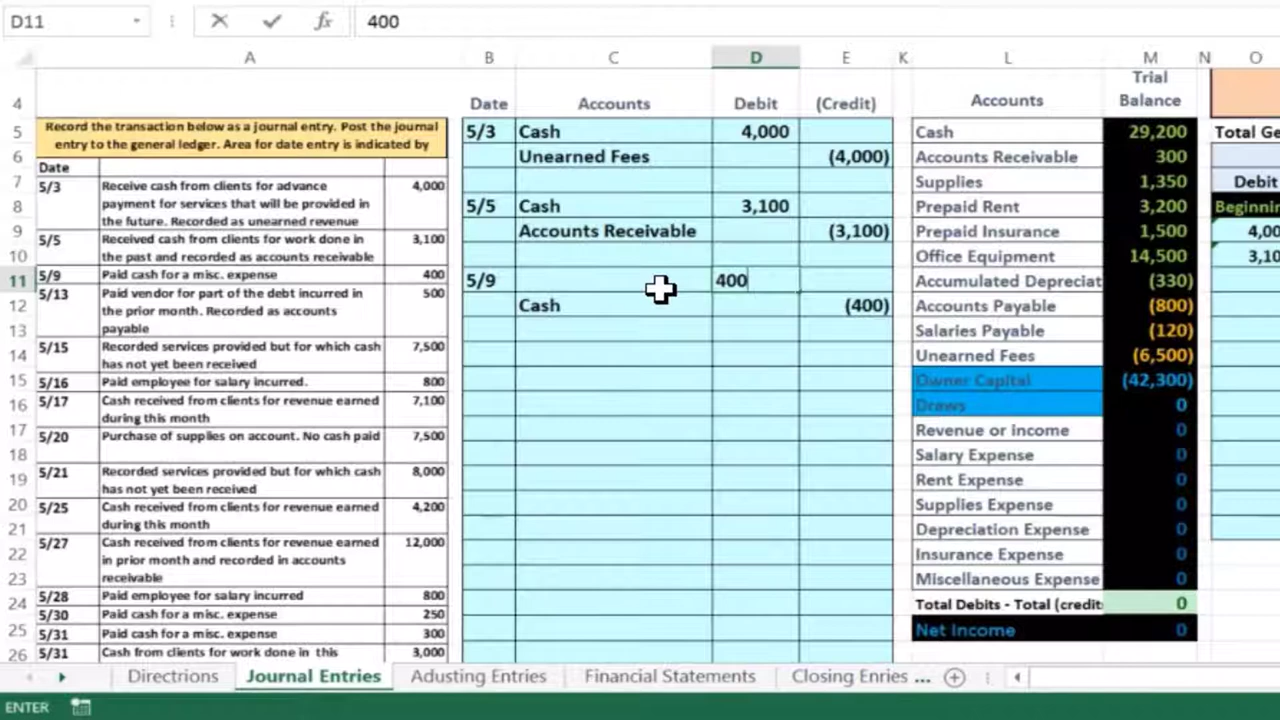 D11 fx 400
A B C D E K L M N O
4 Date Accounts Debit (Credit) Accounts Trial Balance
Record the transaction below as a journal entry. Post the journal
entry to the general ledger. Area for date entry is indicated by
Date
5/3 Receive cash from clients for advance 4,000
payment for services that will be provided in
the future. Recorded as unearned revenue
5/5 Received cash from clients for work done in 3,100
the past and recorded as accounts receivable
5/9 Paid cash for a misc. expense 400
5/13 Paid vendor for part of the debt incurred in 500
the prior month. Recorded as accounts
payable
5/15 Recorded services provided but for which cash 7,500
has not yet been received
5/16 Paid employee for salary incurred. 800
5/17 Cash received from clients for revenue earned 7,100
during this month
5/20 Purchase of supplies on account. No cash paid 7,500
5/21 Recorded services provided but for which cash 8,000
has not yet been received
5/25 Cash received from clients for revenue earned 4,200
during this month
5/27 Cash received from clients for revenue earned 12,000
in prior month and recorded in accounts
receivable
5/28 Paid employee for salary incurred 800
5/30 Paid cash for a misc. expense 250
5/31 Paid cash for a misc. expense 300
5/31 Cash from clients for work done in this 3,000
5
6
7
8
9
10
11
12
13
14
15
16
17
18
19
20
21
22
23
24
25
26
5/3 Cash 4,000
Unearned Fees (4,000)
5/5 Cash 3,100
Accounts Receivable (3,100)
5/9 400
Cash (400)
Cash 29,200
Accounts Receivable 300
Supplies 1,350
Prepaid Rent 3,200
Prepaid Insurance 1,500
Office Equipment 14,500
Accumulated Depreciat (330)
Accounts Payable (800)
Salaries Payable (120)
Unearned Fees (6,500)
Owner Capital (42,300)
Draws 0
Revenue or income 0
Salary Expense 0
Rent Expense 0
Supplies Expense 0
Depreciation Expense 0
Insurance Expense 0
Miscellaneous Expense 0
Total Debits - Total (credit 0
Net Income 0
Total Ge
Debit
Beginnin
4,00
3,10
Directions Journal Entries Adusting Entries Financial Statements Closing Enries ...
ENTER